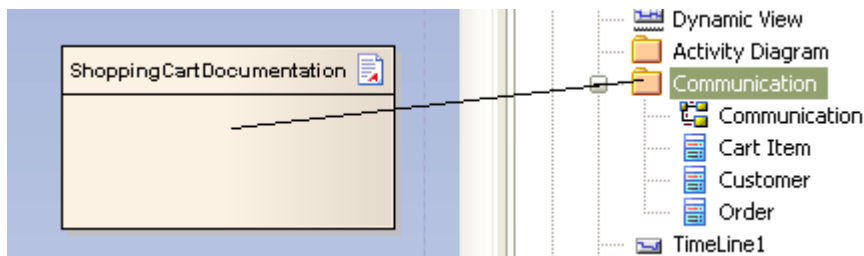 ShoppingCartDocumentation
Dynamic View
Activity Diagram
Communication
Communication
Cart Item
Customer
Order
TimeLine1